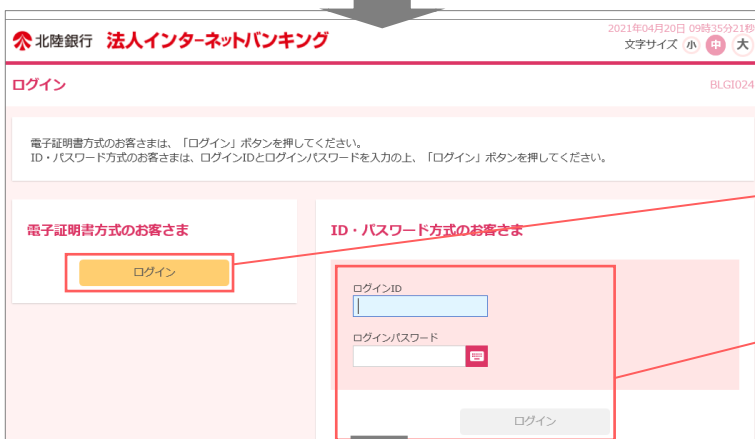 2021年04月20日 09時35分21秒
北陸銀行 法人インターネットバンキング
文字サイズ 小 中 大
ログイン
BLGI024
電子証明書方式のお客さまは、「ログイン」ボタンを押してください。
ID・パスワード方式のお客さまは、ログインIDとログインパスワードを入力の上、「ログイン」ボタンを押してください。
電子証明書方式のお客さま
ログイン
ID・パスワード方式のお客さま
ログインID
ログインパスワード
ログイン